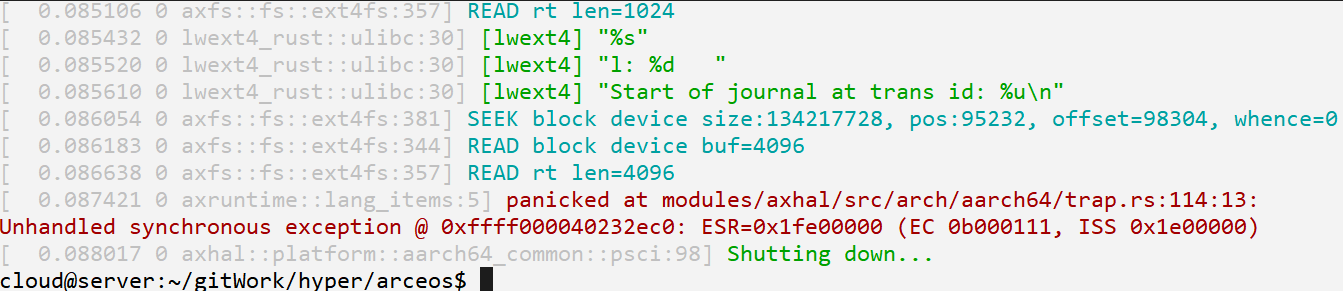 [  0.085106 0 axfs::fs::ext4fs:357] READ rt len=1024
[  0.085432 0 lwext4_rust::ulibc:30] [lwext4] "%s"
[  0.085520 0 lwext4_rust::ulibc:30] [lwext4] "l: %d   "
[  0.085610 0 lwext4_rust::ulibc:30] [lwext4] "Start of journal at trans id: %u\n"
[  0.086054 0 axfs::fs::ext4fs:381] SEEK block device size:134217728, pos:95232, offset=98304, whence=0
[  0.086183 0 axfs::fs::ext4fs:344] READ block device buf=4096
[  0.086638 0 axfs::fs::ext4fs:357] READ rt len=4096
[  0.087421 0 axruntime::lang_items:5] panicked at modules/axhal/src/arch/aarch64/trap.rs:114:13:
Unhandled synchronous exception @ 0xffff000040232ec0: ESR=0x1fe00000 (EC 0b000111, ISS 0x1e00000)
[  0.088017 0 axhal::platform::aarch64_common::psci:98] Shutting down...
cloud@server:~/gitWork/hyper/arceos$